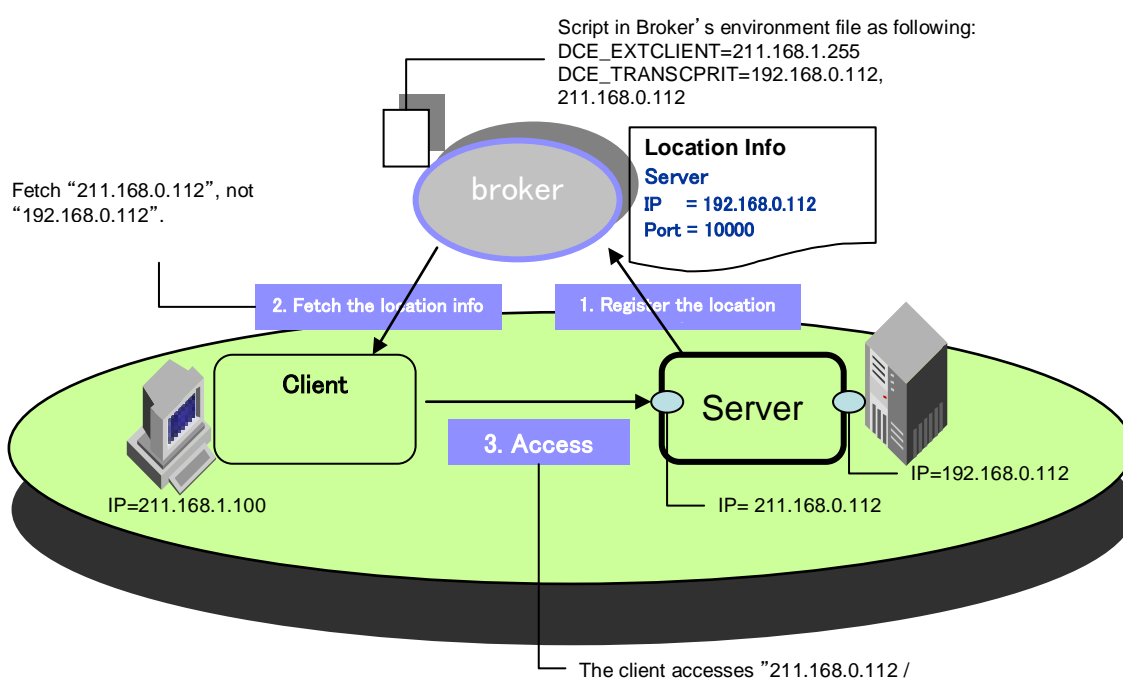 Script in Broker’s environment file as following:
DCE_EXTCLIENT=211.168.1.255
DCE_TRANSCPRIT=192.168.0.112,
211.168.0.112
broker
Location Info
Server
IP = 192.168.0.112
Port = 10000
Fetch “211.168.0.112”, not
“192.168.0.112”.
2. Fetch the location info
1. Register the location
Client
Server
3. Access
IP=211.168.1.100
IP=192.168.0.112
IP= 211.168.0.112
The client accesses ”211.168.0.112 /